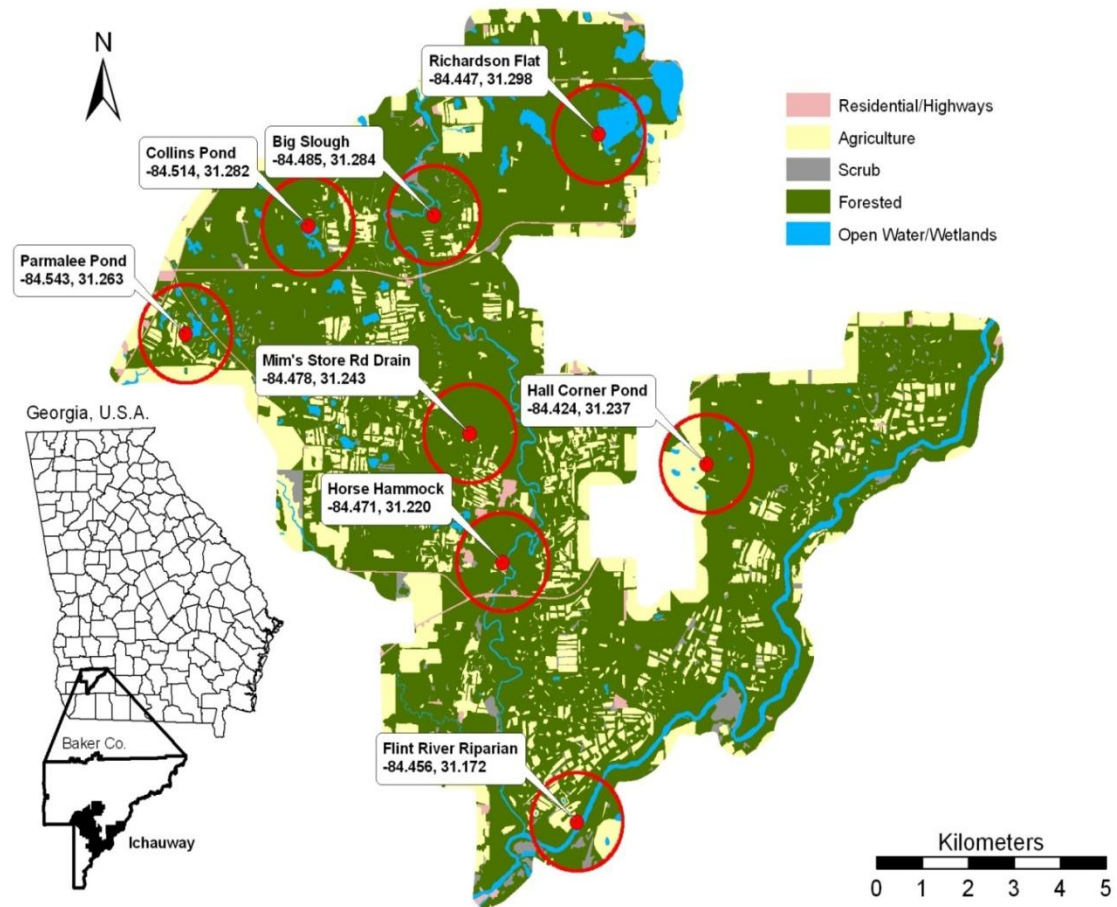 N
Richardson Flat
-84.447, 31.298
Residential/Highways
Agriculture
Scrub
Forested
Open Water/Wetlands
Big Slough
-84.485, 31.284
Collins Pond
-84.514, 31.282
Parmalee Pond
-84.543, 31.263
Mim's Store Rd Drain
-84.478, 31.243
Hall Corner Pond
-84.424, 31.237
Georgia, U.S.A.
Horse Hammock
-84.471, 31.220
Baker Co.
Flint River Riparian
-84.456, 31.172
Ichauway
Kilometers
0 1 2 3 4 5